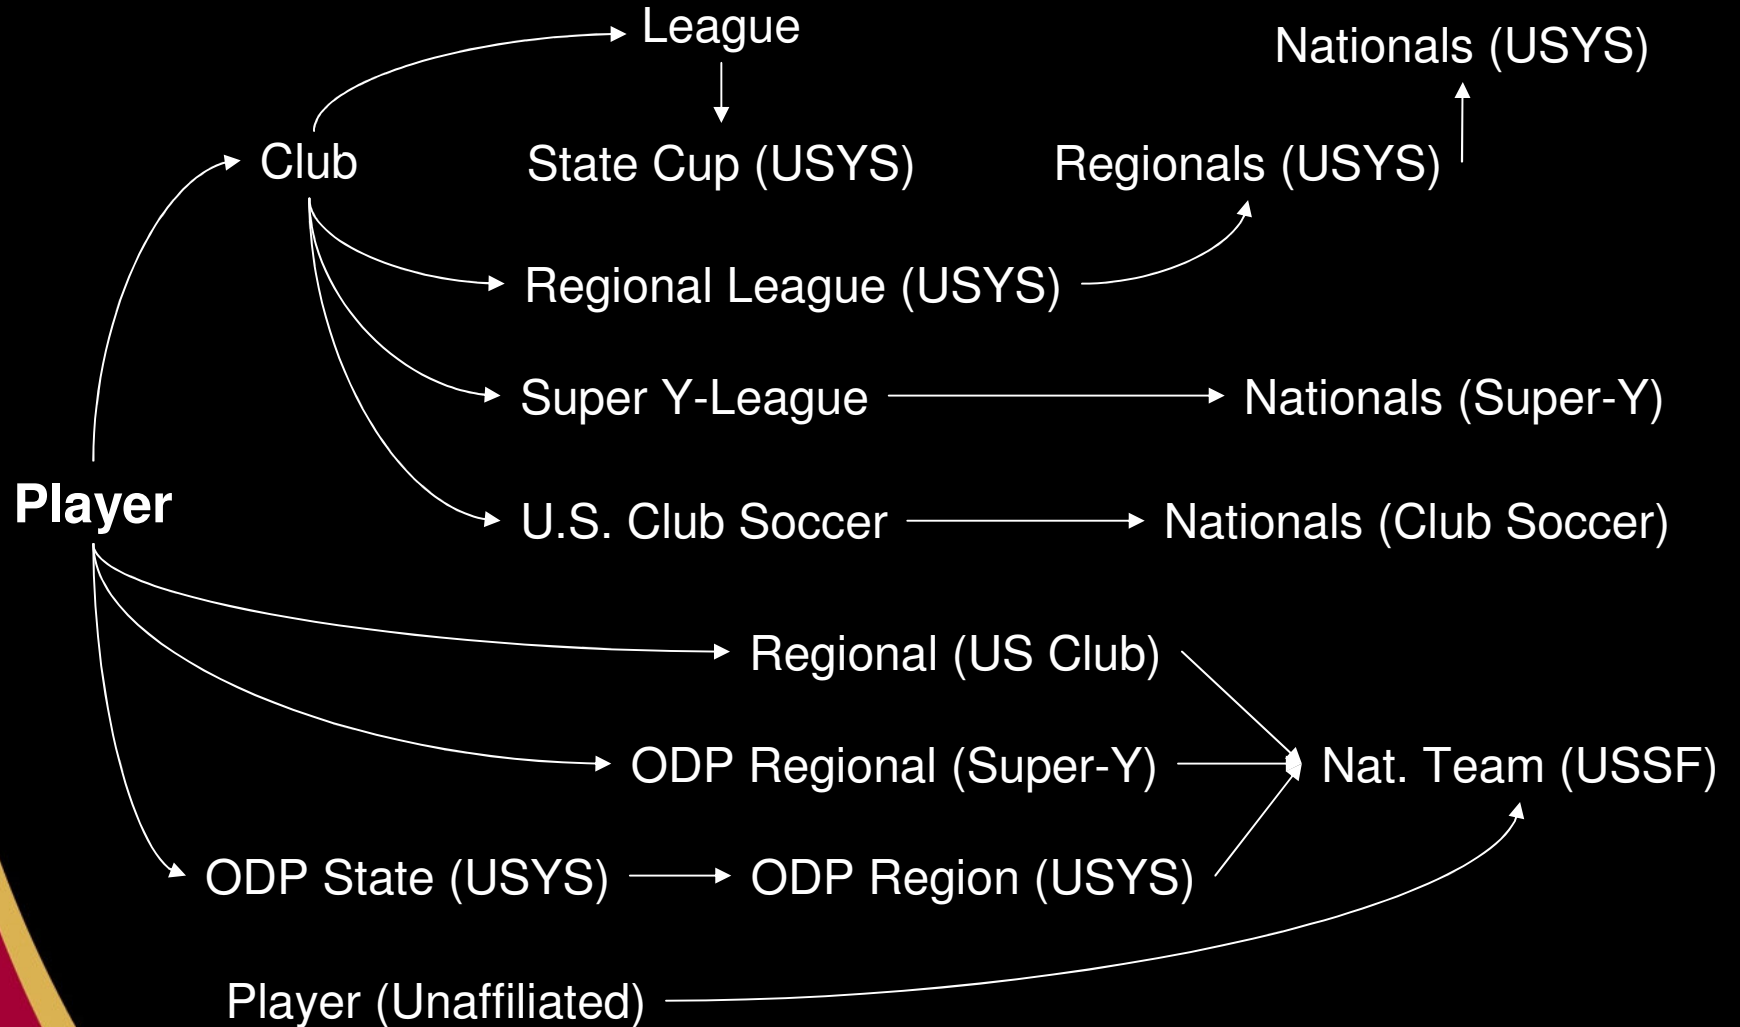 League
Nationals (USYS)
Club
State Cup (USYS)
Regionals (USYS)
Regional League (USYS)
Super Y-League
Nationals (Super-Y)
Player
U.S. Club Soccer
Nationals (Club Soccer)
Regional (US Club)
ODP Regional (Super-Y)
Nat. Team (USSF)
ODP State (USYS)
ODP Region (USYS)
Player (Unaffiliated)